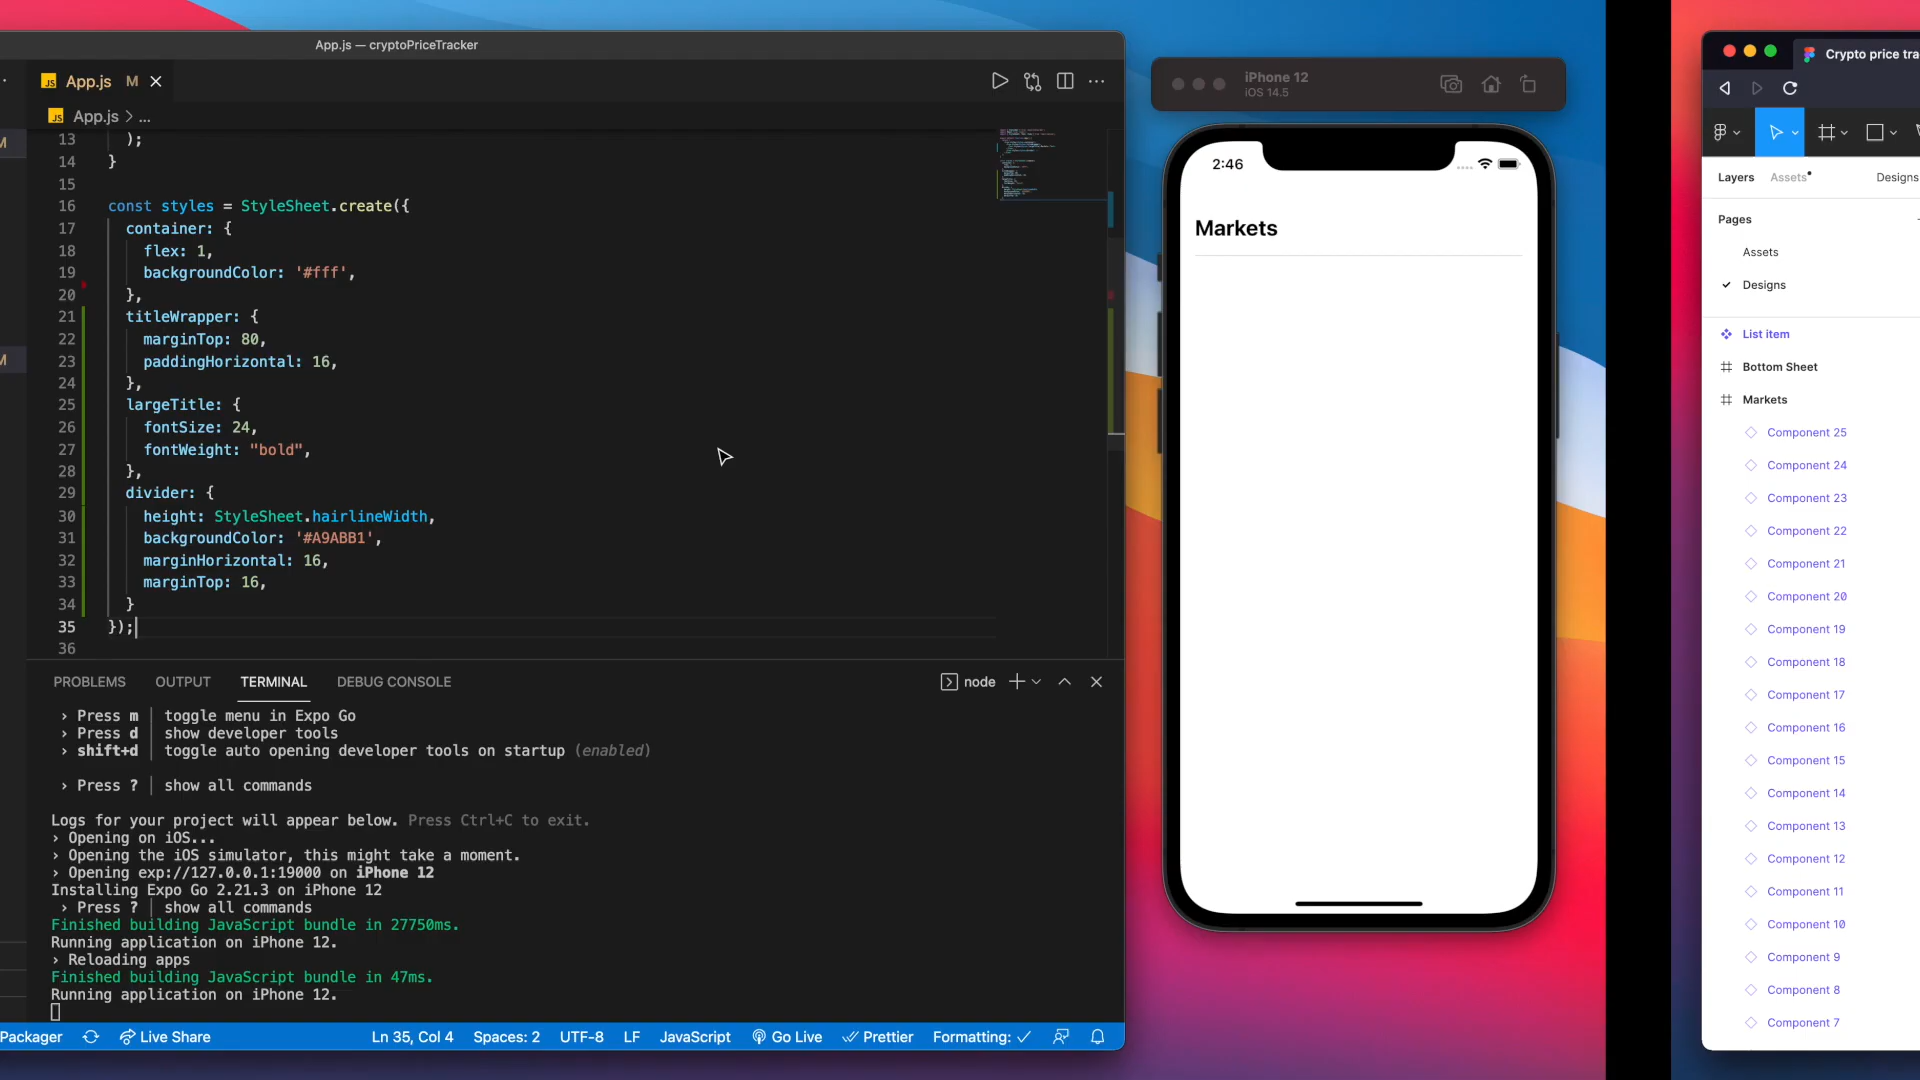 App.js — cryptoPriceTracker
JS App.js M
JS App.js > ...
13 );
14 }
15
16 const styles = StyleSheet.create({
17 container: {
18 flex: 1,
19 backgroundColor: '#fff',
20 },
21 titleWrapper: {
22 marginTop: 80,
23 paddingHorizontal: 16,
24 },
25 largeTitle: {
26 fontSize: 24,
27 fontWeight: "bold",
28 },
29 divider: {
30 height: StyleSheet.hairlineWidth,
31 backgroundColor: '#A9ABB1',
32 marginHorizontal: 16,
33 marginTop: 16,
34 }
35 });
36
M
M
PROBLEMS OUTPUT TERMINAL DEBUG CONSOLE node
› Press m │ toggle menu in Expo Go
› Press d │ show developer tools
› shift+d │ toggle auto opening developer tools on startup (enabled)
› Press ? │ show all commands
Logs for your project will appear below. Press Ctrl+C to exit.
› Opening on iOS...
› Opening the iOS simulator, this might take a moment.
› Opening exp://127.0.0.1:19000 on iPhone 12
Installing Expo Go 2.21.3 on iPhone 12
› Press ? │ show all commands
Finished building JavaScript bundle in 27750ms.
Running application on iPhone 12.
› Reloading apps
Finished building JavaScript bundle in 47ms.
Running application on iPhone 12.
Packager Live Share Ln 35, Col 4 Spaces: 2 UTF-8 LF JavaScript Go Live Prettier Formatting: ✓
iPhone 12
iOS 14.5
2:46
Markets
Crypto price tra
Layers Assets Designs
Pages
Assets
Designs
List item
Bottom Sheet
Markets
Component 25
Component 24
Component 23
Component 22
Component 21
Component 20
Component 19
Component 18
Component 17
Component 16
Component 15
Component 14
Component 13
Component 12
Component 11
Component 10
Component 9
Component 8
Component 7